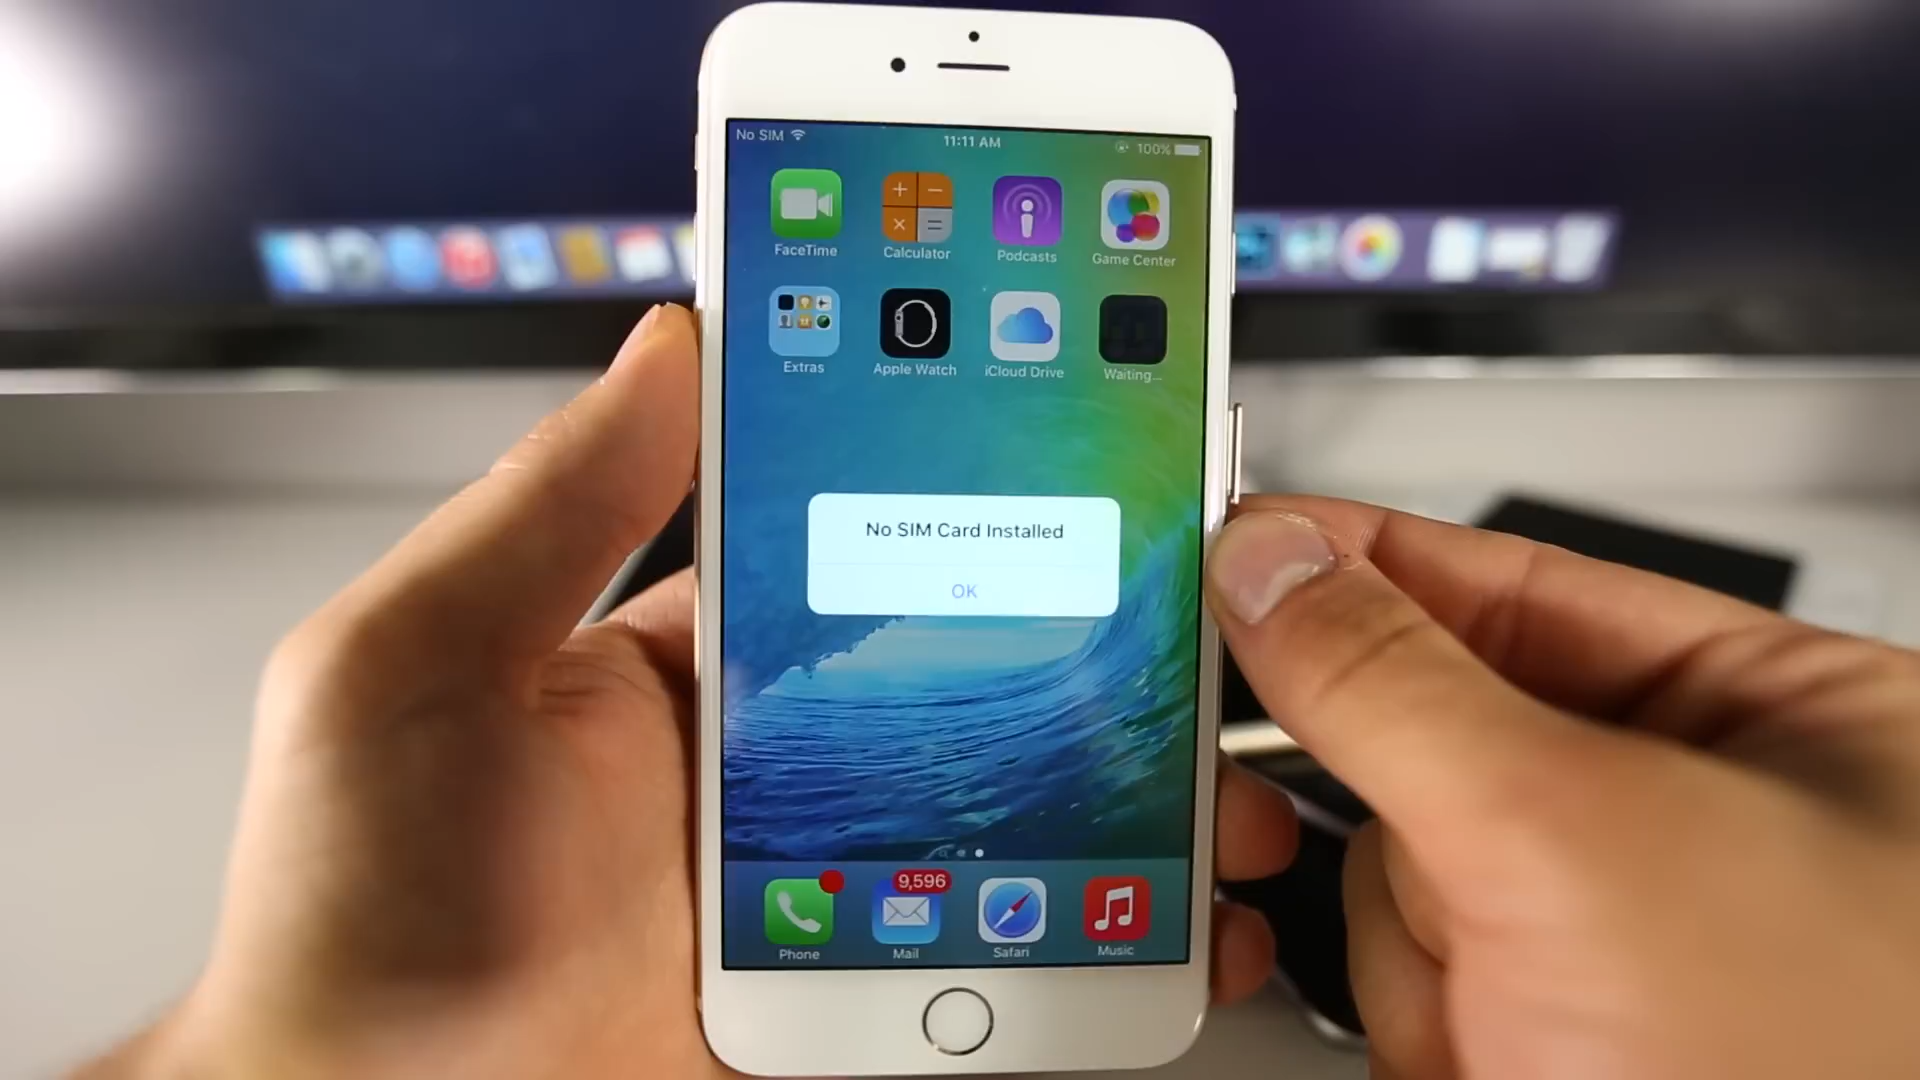 No SIM
11:11 AM
100%
FaceTime
Calculator
Podcasts
Game Center
Extras
Apple Watch
iCloud Drive
Waiting...
No SIM Card Installed
OK
9,596
Phone
Mail
Safari
Music